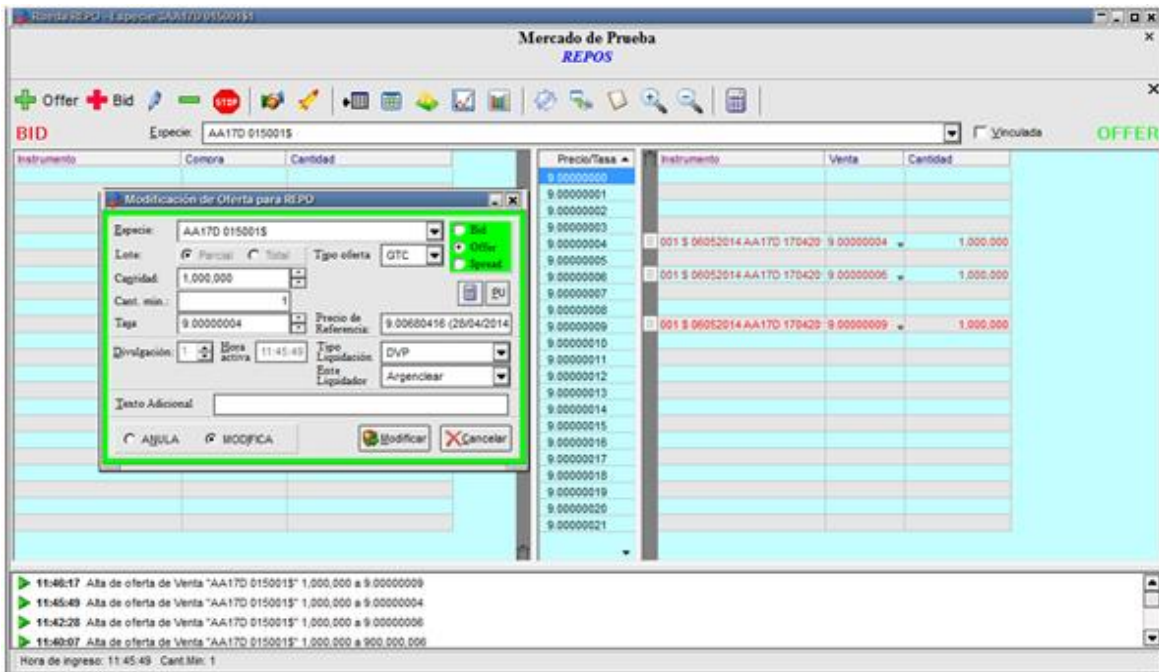 Rueda REPO - Especie: $AA17D 015001$1
Mercado de Prueba
REPOS
Offer Bid STOP
BID Especie: AA17D 015001$ Vinculada OFFER
Instrumento Compra Cantidad Precio/Tasa Instrumento Venta Cantidad
9.00000000
9.00000001
9.00000002
9.00000003
9.00000004 001 $ 06052014 AA17D 170420 9.00000004 1,000,000
9.00000005
9.00000006 001 $ 06052014 AA17D 170420 9.00000006 1,000,000
9.00000007
9.00000008
9.00000009 001 $ 06052014 AA17D 170420 9.00000009 1,000,000
9.00000010
9.00000011
9.00000012
9.00000013
9.00000014
9.00000015
9.00000016
9.00000017
9.00000018
9.00000019
9.00000020
9.00000021
Modificación de Oferta para REPO
Especie: AA17D 015001$ Bid
Offer
Spread
Lote: Parcial Total Tipo oferta GTC
Cantidad: 1,000,000
Cant. min.: 1 PU
Tasa 9.00000004 Precio de Referencia: 9.00680416 (28/04/2014
Divulgación: 1 Hora activa 11:45:49 Tipo Liquidación DVP
Ente Liquidador Argenclear
Texto Adicional
ANULA MODIFICA Modificar Cancelar
11:46:17 Alta de oferta de Venta "AA17D 015001$" 1,000,000 a 9.00000009
11:45:49 Alta de oferta de Venta "AA17D 015001$" 1,000,000 a 9.00000004
11:42:28 Alta de oferta de Venta "AA17D 015001$" 1,000,000 a 9.00000006
11:40:07 Alta de oferta de Venta "AA17D 015001$" 1,000,000 a 900,000,006
Hora de ingreso: 11:45:49 Cant.Min: 1